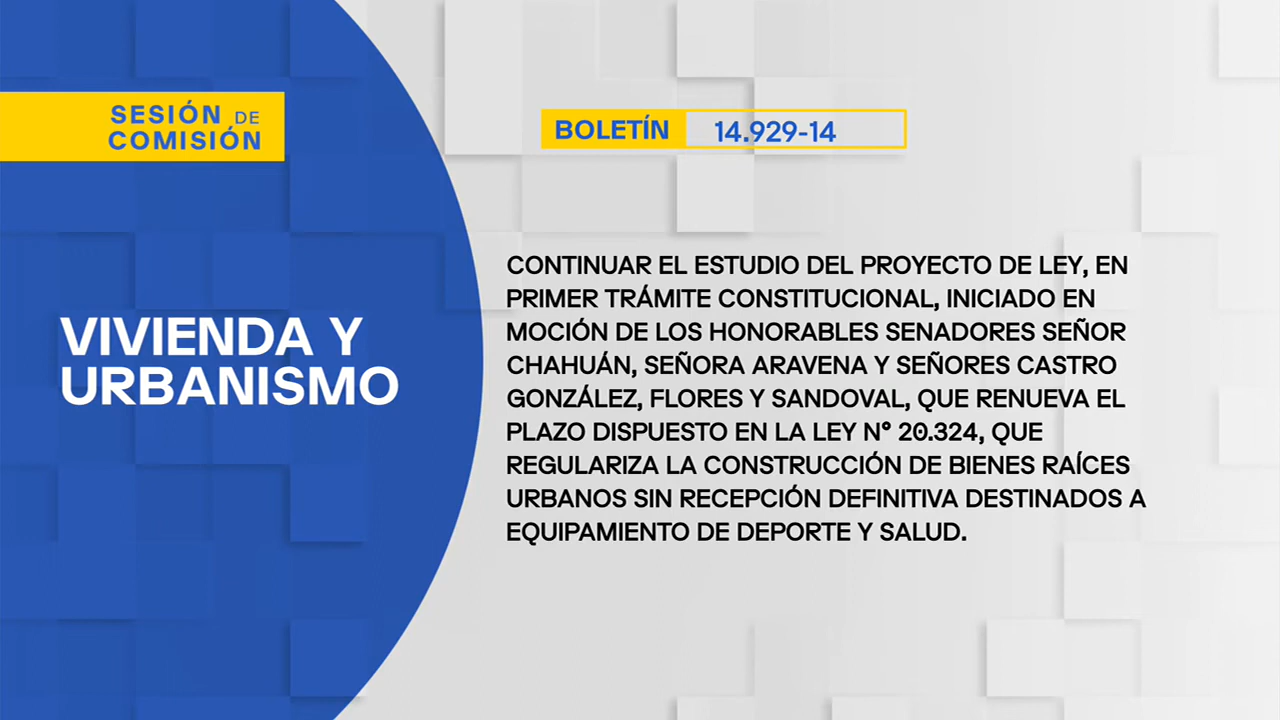 SESIÓN DE
COMISIÓN
VIVIENDA Y
URBANISMO
BOLETÍN 14.929-14
CONTINUAR EL ESTUDIO DEL PROYECTO DE LEY, EN
PRIMER TRÁMITE CONSTITUCIONAL, INICIADO EN
MOCIÓN DE LOS HONORABLES SENADORES SEÑOR
CHAHUÁN, SEÑORA ARAVENA Y SEÑORES CASTRO
GONZÁLEZ, FLORES Y SANDOVAL, QUE RENUEVA EL
PLAZO DISPUESTO EN LA LEY N° 20.324, QUE
REGULARIZA LA CONSTRUCCIÓN DE BIENES RAÍCES
URBANOS SIN RECEPCIÓN DEFINITIVA DESTINADOS A
EQUIPAMIENTO DE DEPORTE Y SALUD.